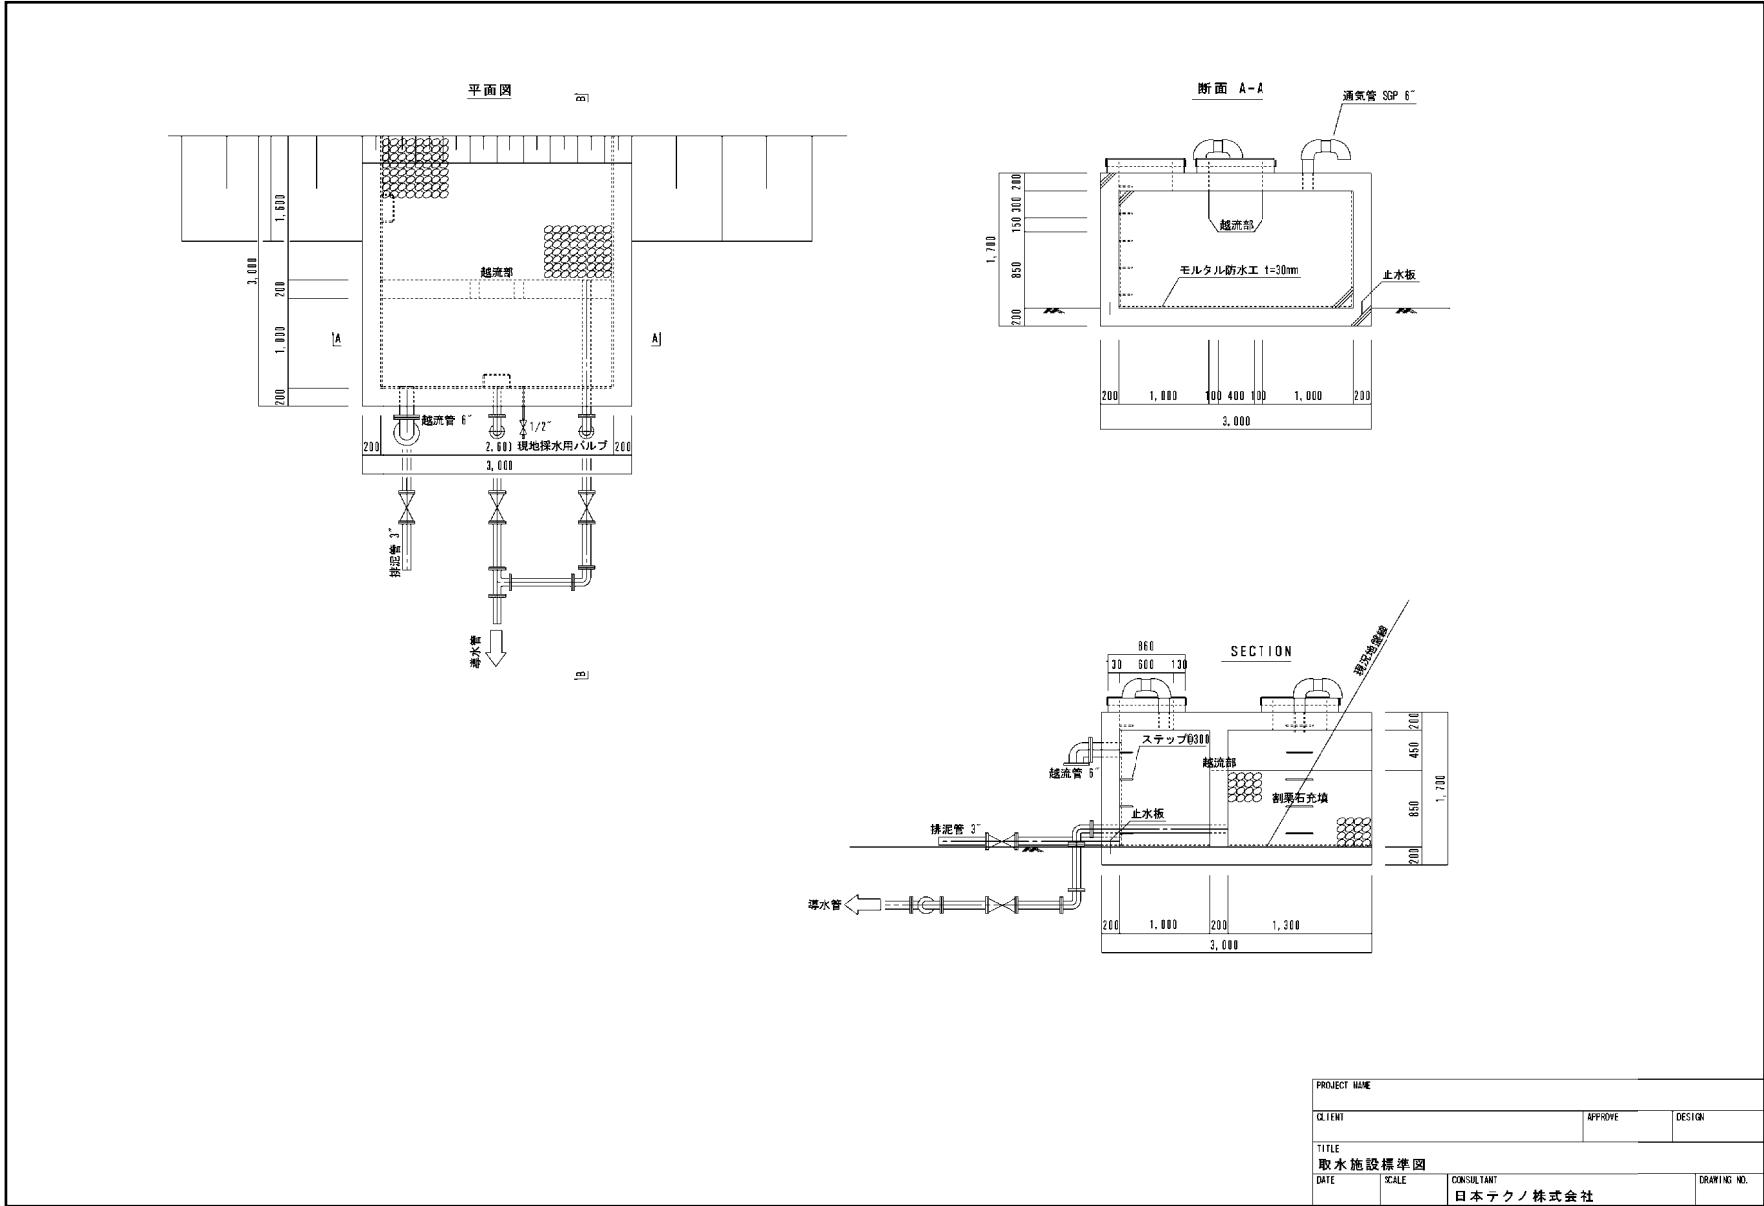 平面図
B
1,600
3,000
200
1,000
200
越流部
A
A
越流管 6"
1/2"
現地採水用バルブ
200
2,600
200
3,000
排泥管 3"
導水管
B
断面 A-A
通気管 SGP 6"
200
300
150
850
200
1,700
越流部
モルタル防水工 t=30mm
止水板
200
1,000
100
400
100
1,000
200
3,000
SECTION
860
130
600
130
現況地盤線
ステップ@300
越流管 6"
越流部
割栗石充填
止水板
排泥管 3"
導水管
200
450
850
200
1,700
200
1,000
200
1,300
3,000
PROJECT NAME
CLIENT
APPROVE
DESIGN
TITLE
取水施設標準図
DATE
SCALE
CONSULTANT
DRAWING NO.
日本テクノ株式会社